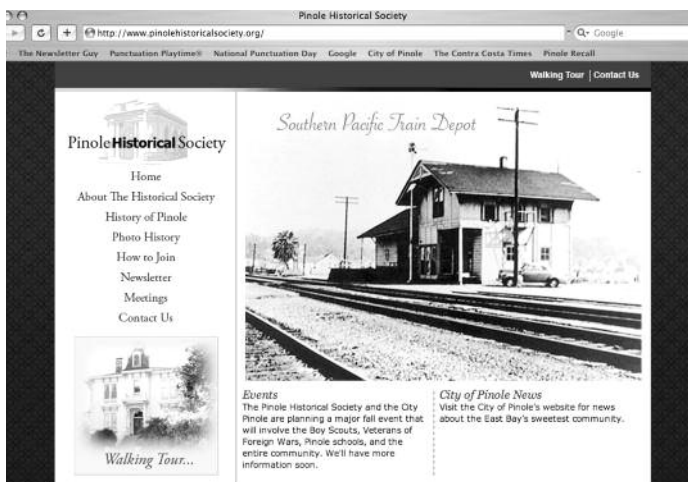 Pinole Historical Society
http://www.pinolehistoricalsociety.org/
Google
The Newsletter Guy Punctuation Playtime® National Punctuation Day Google City of Pinole The Contra Costa Times Pinole Recall
Walking Tour | Contact Us
Southern Pacific Train Depot
PinoleHistoricalSociety
Home
About The Historical Society
History of Pinole
Photo History
How to Join
Newsletter
Meetings
Contact Us
Walking Tour...
Events
The Pinole Historical Society and the City
Pinole are planning a major fall event that
will involve the Boy Scouts, Veterans of
Foreign Wars, Pinole schools, and the
entire community. We'll have more
information soon.
City of Pinole News
Visit the City of Pinole's website for news
about the East Bay's sweetest community.